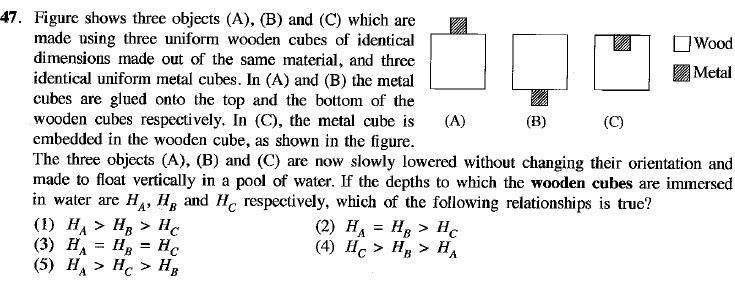 47. Figure shows three objects (A), (B) and (C) which are
made using three uniform wooden cubes of identical
dimensions made out of the same material, and three
identical uniform metal cubes. In (A) and (B) the metal
cubes are glued onto the top and the bottom of the
wooden cubes respectively. In (C), the metal cube is
embedded in the wooden cube, as shown in the figure.
Wood
Metal
(A) (B) (C)
The three objects (A), (B) and (C) are now slowly lowered without changing their orientation and
made to float vertically in a pool of water. If the depths to which the wooden cubes are immersed
in water are H_A, H_B and H_C respectively, which of the following relationships is true?
(1) H_A > H_B > H_C (2) H_A = H_B > H_C
(3) H_A = H_B = H_C (4) H_C > H_B > H_A
(5) H_A > H_C > H_B